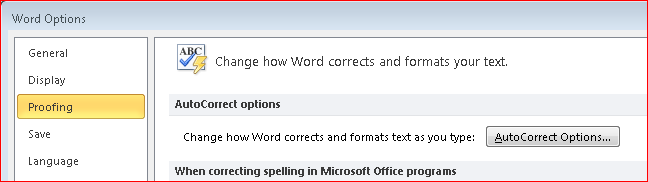 Word Options
General
Display
Proofing
Save
Language
ABC
Change how Word corrects and formats your text.
AutoCorrect options
Change how Word corrects and formats text as you type: AutoCorrect Options...
When correcting spelling in Microsoft Office programs